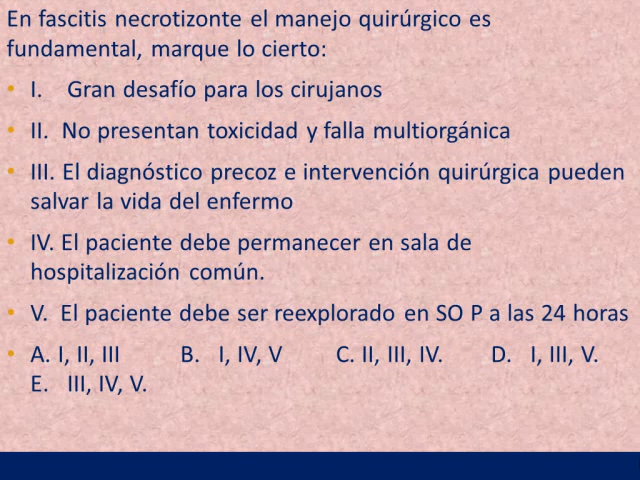 En fascitis necrotizonte el manejo quirúrgico es
fundamental, marque lo cierto:
• I. Gran desafío para los cirujanos
• II. No presentan toxicidad y falla multiorgánica
• III. El diagnóstico precoz e intervención quirúrgica pueden
salvar la vida del enfermo
• IV. El paciente debe permanecer en sala de
hospitalización común.
• V. El paciente debe ser reexplorado en SO P a las 24 horas
• A. I, II, III B. I, IV, V C. II, III, IV. D. I, III, V.
E. III, IV, V.